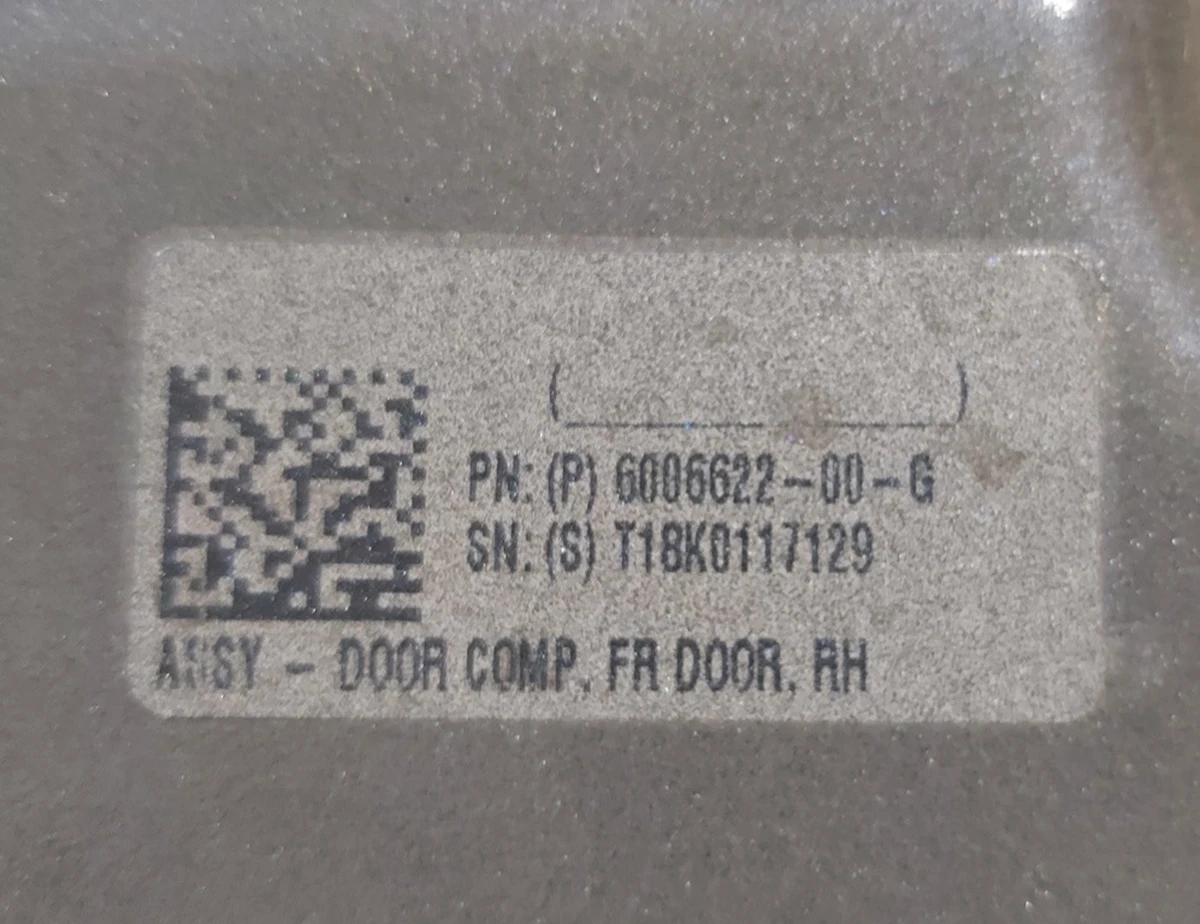 PN: (P) 6006622-00-G
SN: (S) T18K0117129
ASSY - DOOR COMP, FR DOOR, RH